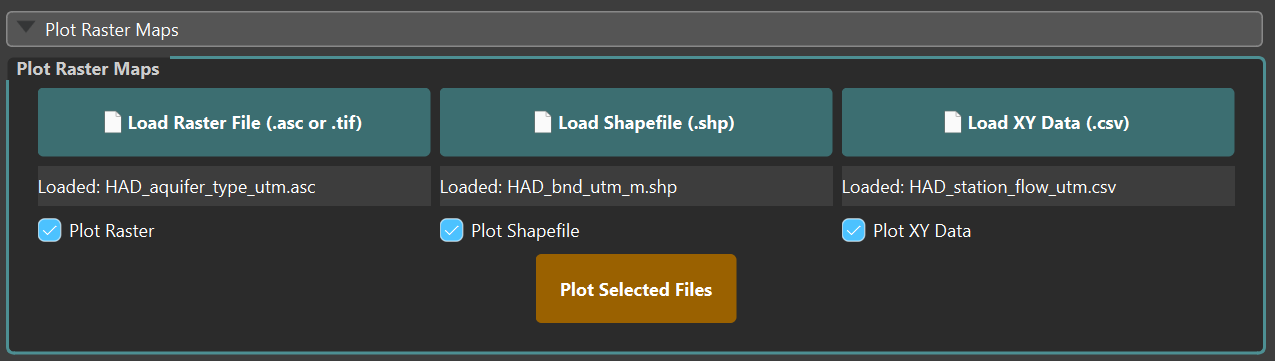 Plot Raster Maps
Plot Raster Maps
Load Raster File (.asc or .tif)
Load Shapefile (.shp)
Load XY Data (.csv)
Loaded: HAD_aquifer_type_utm.asc
Loaded: HAD_bnd_utm_m.shp
Loaded: HAD_station_flow_utm.csv
Plot Raster
Plot Shapefile
Plot XY Data
Plot Selected Files